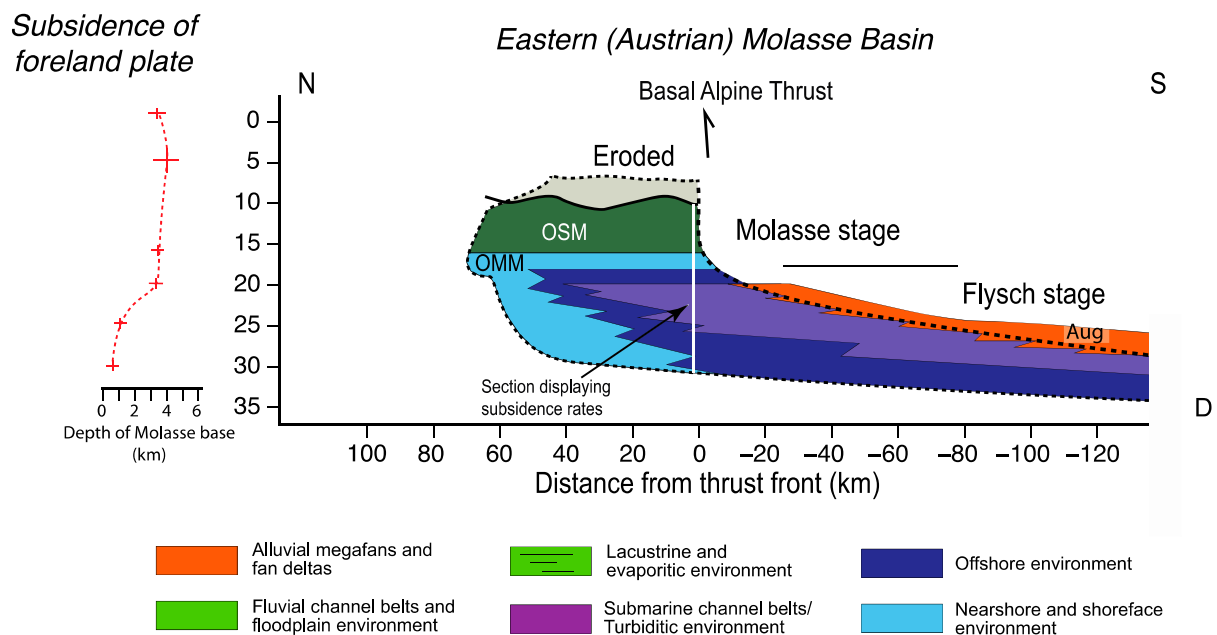 Subsidence of
foreland plate
Eastern (Austrian) Molasse Basin
N
S
Basal Alpine Thrust
Eroded
0
5
10
15
20
25
30
35
OSM
OMM
Molasse stage
Flysch stage
Aug
Section displaying
subsidence rates
0 2 4 6
Depth of Molasse base
(km)
D
100 80 60 40 20 0 −20 −40 −60 −80 −100 −120
Distance from thrust front (km)
Alluvial megafans and
fan deltas
Lacustrine and
evaporitic environment
Offshore environment
Fluvial channel belts and
floodplain environment
Submarine channel belts/
Turbiditic environment
Nearshore and shoreface
environment